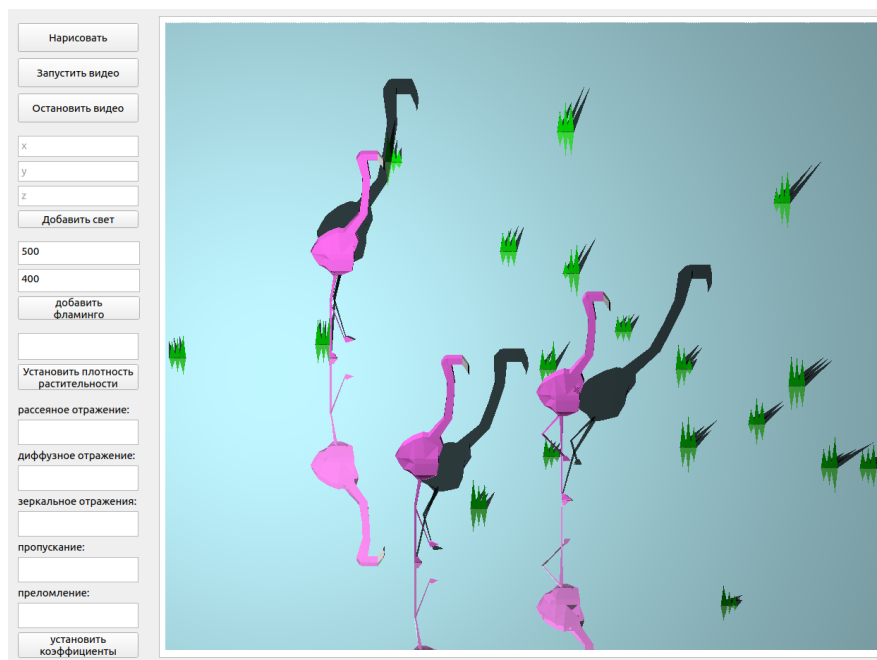 Нарисовать
Запустить видео
Остановить видео
x
y
z
Добавить свет
500
400
добавить
фламинго
Установить плотность
растительности
рассеяное отражение:
диффузное отражение:
зеркальное отражения:
пропускание:
преломление:
установить
коэффициенты